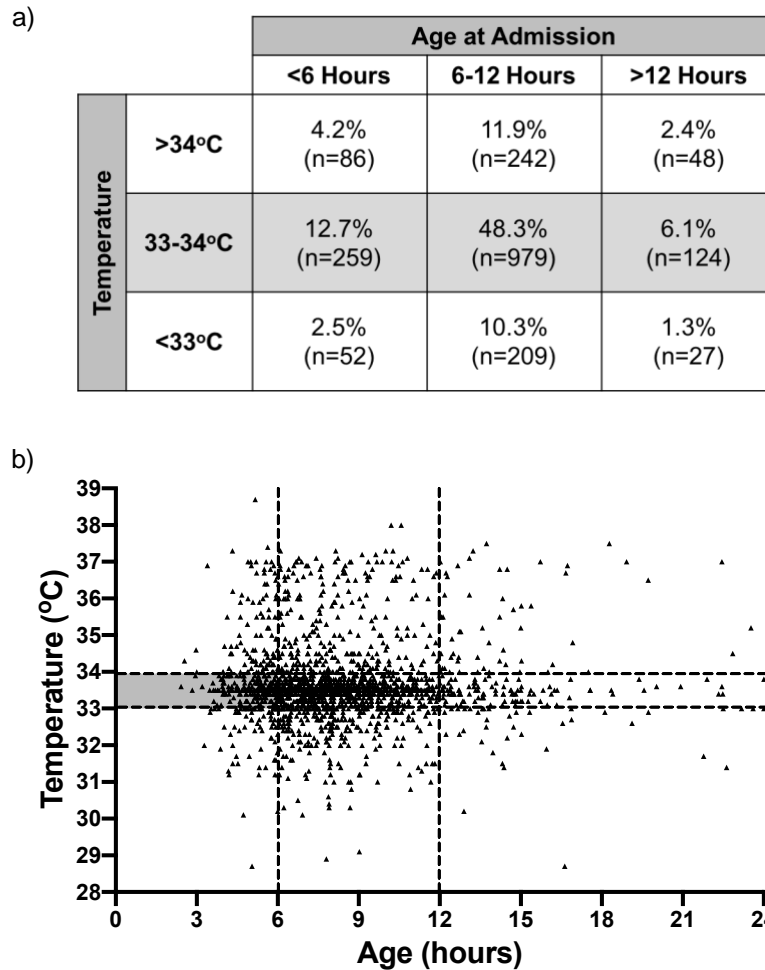 a)
Age at Admission
<6 Hours 6-12 Hours >12 Hours
Temperature
>34°C 4.2% (n=86) 11.9% (n=242) 2.4% (n=48)
33-34°C 12.7% (n=259) 48.3% (n=979) 6.1% (n=124)
<33°C 2.5% (n=52) 10.3% (n=209) 1.3% (n=27)
b)
Temperature (°C)
39
38
37
36
35
34
33
32
31
30
29
28
0 3 6 9 12 15 18 21
Age (hours)